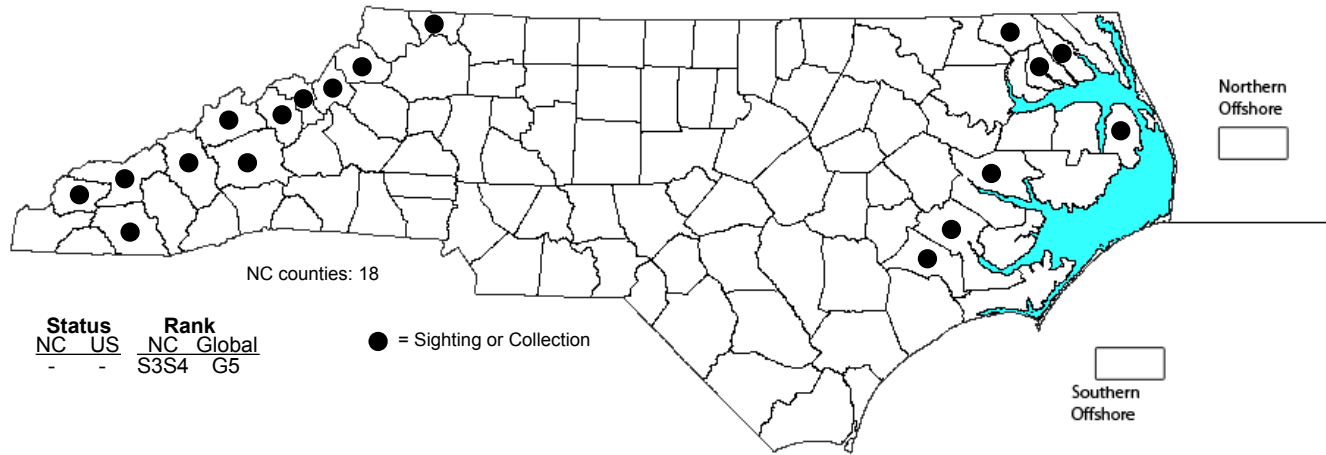 Northern
Offshore
NC counties: 18
Status Rank
NC US NC Global
- - S3S4 G5
= Sighting or Collection
Southern
Offshore